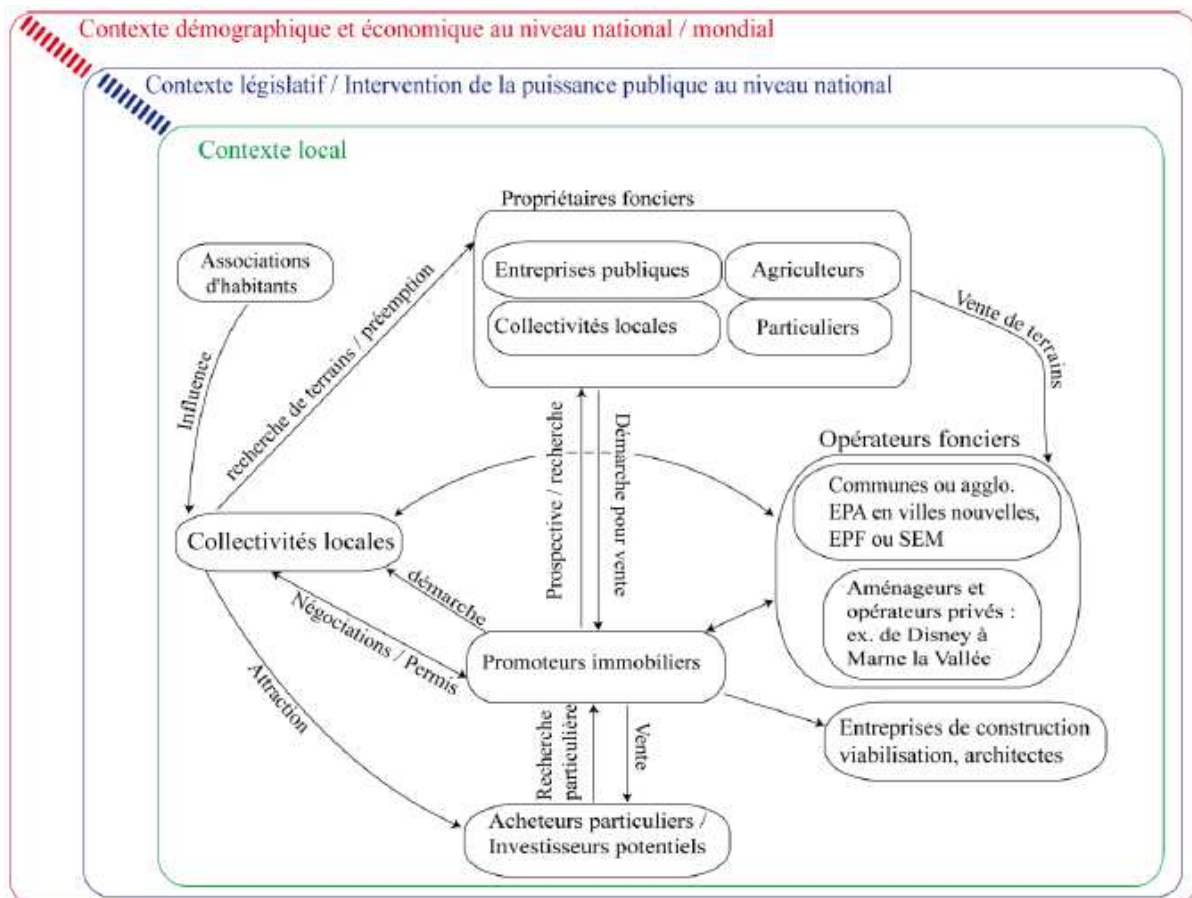 Contexte démographique et économique au niveau national / mondial
Contexte législatif / Intervention de la puissance publique au niveau national
Contexte local
Propriétaires fonciers
Associations
d'habitants
Entreprises publiques
Agriculteurs
Collectivités locales
Particuliers
Influence
recherche de terrains / préemption
Vente de terrains
Prospective / recherche
Démarche pour vente
Opérateurs fonciers
Communes ou agglo.
EPA en villes nouvelles,
EPF ou SEM
Collectivités locales
démarche
Négociations / Permis
Aménageurs et
opérateurs privés :
ex. de Disney à
Marne la Vallée
Promoteurs immobiliers
Attraction
Recherche
particulière
Vente
Entreprises de construction
viabilisation, architectes
Acheteurs particuliers /
Investisseurs potentiels